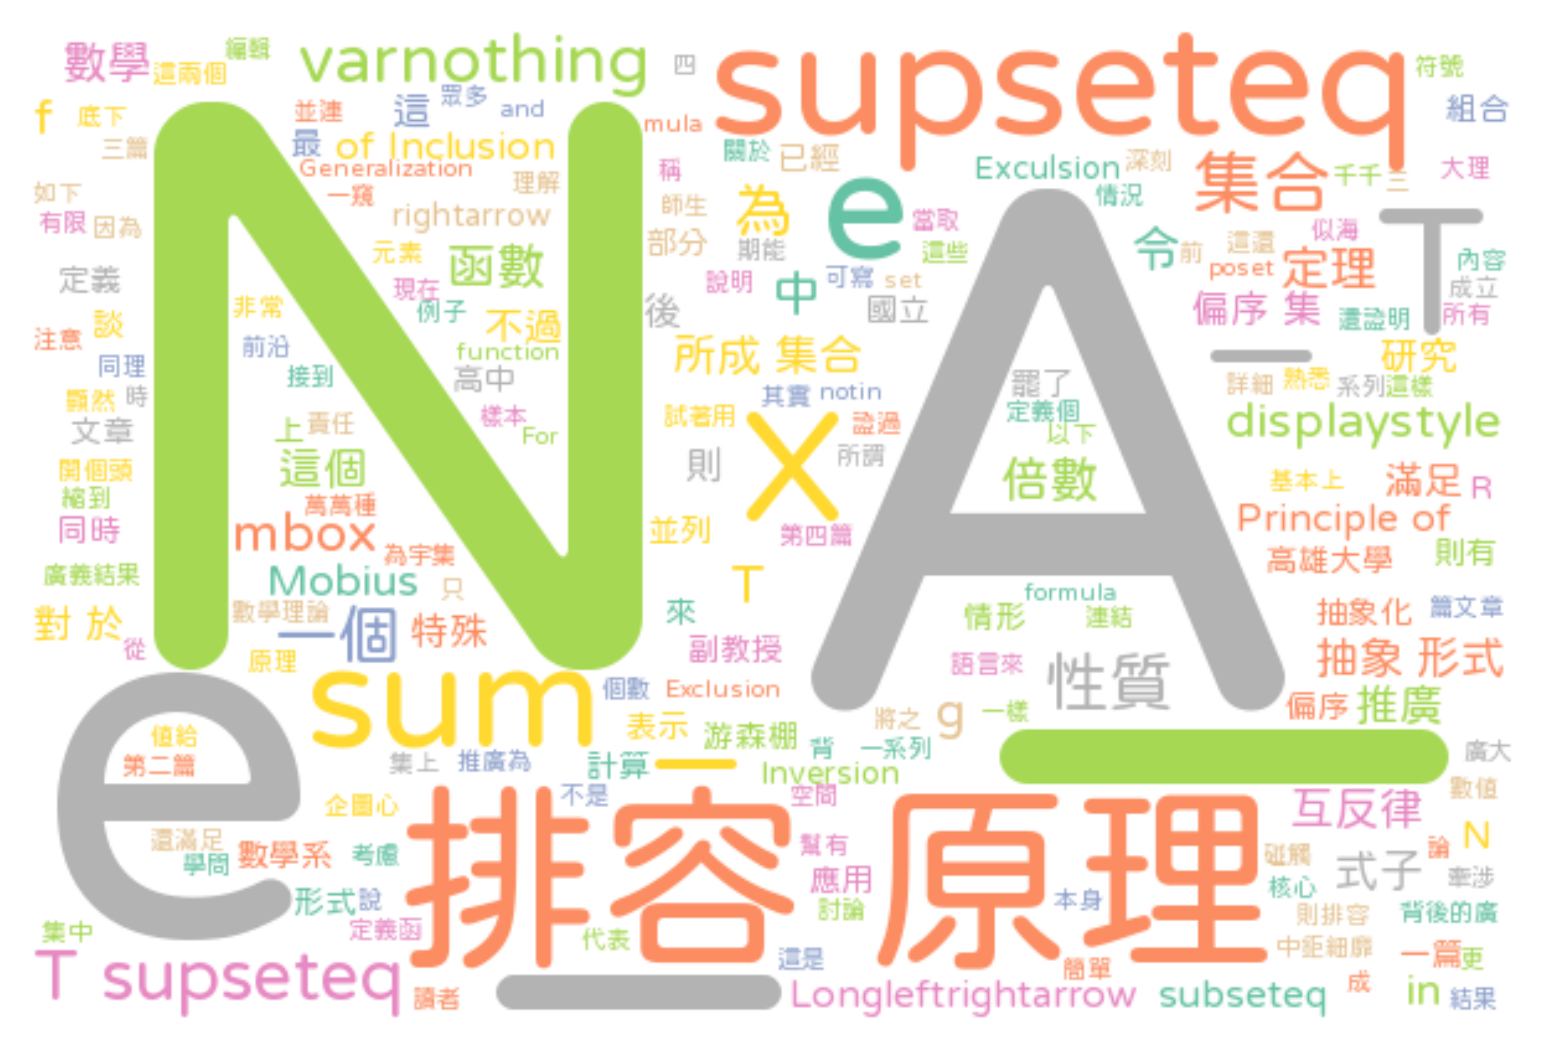 數學
這兩個
編輯
varnothing
四
supseteq
符號
f
底下
並連
這
眾多
and
mula
組合
三篇
最
of Inclusion
關於
已經
Exculsion
深刻
集合
千千
三
大理
Generalization
理解
稱
如下
一窺
師生
為
e
情況
有限
因為
rightarrow
部分
當取
似海
T
元素
函數
期能
這些
令
前
這還
內容
定義
現在
說明
中
可寫
set
poset
定理
成立
非常
例子
不過
後
國立
偏序 集
還證明
所有
談
注意
前沿
function
所成 集合
一
研究
同理
接到
高中
罷了
詳細
熟悉
系列
這樣
顯然
時
樣本
其實
notin
定義個
displaystyle
文章
上
責任
For
試著用
x
證過
以下
N
A
開個頭
這個
則
所謂
倍數
基本上
滿足
R
縮到
萬萬種
同時
mbox
並列
第四篇
Principle of
為宇集
高雄大學
則有
廣義結果
Mobius
只
T
formula
數學理論
來
情形
連結
抽象化
篇文章
對 於
一個
特殊
從
原理
副教授
語言來
性質
抽象 形式
e
sum
個數
Exclusion
將之
g
一樣
偏序
推廣
值給
表示
游森棚
背
一系列
第二篇
集上
推廣為
計算
一
Inversion
一
廣大
企圖心
不是
空間
互反律
數值
排容 原理
還滿足
學問
數學系
考慮
幫有
碰觸
論
N
形式
說
應用
核心
式子
牽涉
集中
定義函
討論
本身
則排容
背後的廣
代表
這是
中鉅細靡
一篇
更
T supseteq
讀者
一
簡單
Longleftrightarrow
subseteq
成
in
結果